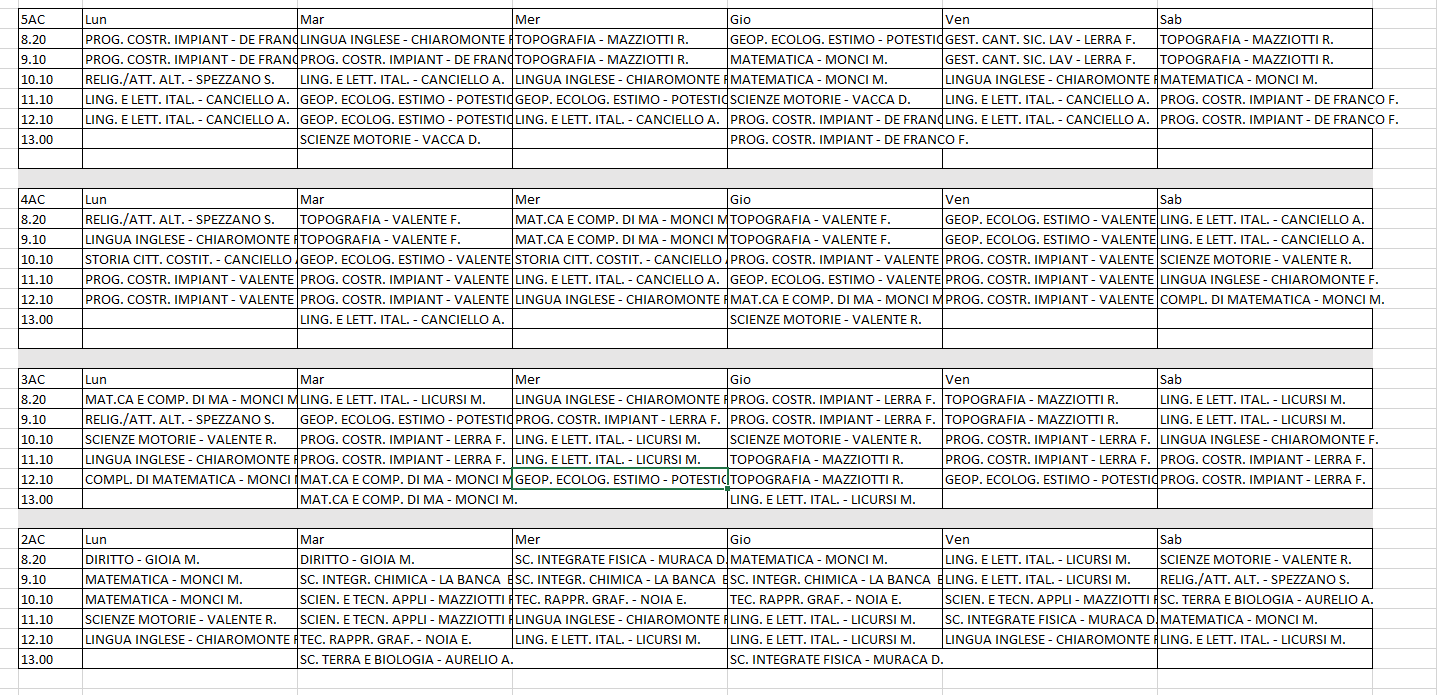 5AC Lun Mar Mer Gio Ven Sab
8.20 PROG. COSTR. IMPIANT - DE FRANC LINGUA INGLESE - CHIAROMONTE F TOPOGRAFIA - MAZZIOTTI R. GEOP. ECOLOG. ESTIMO - POTESTIO GEST. CANT. SIC. LAV - LERRA F. TOPOGRAFIA - MAZZIOTTI R.
9.10 PROG. COSTR. IMPIANT - DE FRANC PROG. COSTR. IMPIANT - DE FRANC TOPOGRAFIA - MAZZIOTTI R. MATEMATICA - MONCI M. GEST. CANT. SIC. LAV - LERRA F. TOPOGRAFIA - MAZZIOTTI R.
10.10 RELIG./ATT. ALT. - SPEZZANO S. LING. E LETT. ITAL. - CANCIELLO A. LINGUA INGLESE - CHIAROMONTE F MATEMATICA - MONCI M. LINGUA INGLESE - CHIAROMONTE F MATEMATICA - MONCI M.
11.10 LING. E LETT. ITAL. - CANCIELLO A. GEOP. ECOLOG. ESTIMO - POTESTIO GEOP. ECOLOG. ESTIMO - POTESTIO SCIENZE MOTORIE - VACCA D. LING. E LETT. ITAL. - CANCIELLO A. PROG. COSTR. IMPIANT - DE FRANCO F.
12.10 LING. E LETT. ITAL. - CANCIELLO A. GEOP. ECOLOG. ESTIMO - POTESTIO LING. E LETT. ITAL. - CANCIELLO A. PROG. COSTR. IMPIANT - DE FRANC LING. E LETT. ITAL. - CANCIELLO A. PROG. COSTR. IMPIANT - DE FRANCO F.
13.00 SCIENZE MOTORIE - VACCA D. PROG. COSTR. IMPIANT - DE FRANCO F.
4AC Lun Mar Mer Gio Ven Sab
8.20 RELIG./ATT. ALT. - SPEZZANO S. TOPOGRAFIA - VALENTE F. MAT.CA E COMP. DI MA - MONCI M TOPOGRAFIA - VALENTE F. GEOP. ECOLOG. ESTIMO - VALENTE LING. E LETT. ITAL. - CANCIELLO A.
9.10 LINGUA INGLESE - CHIAROMONTE F TOPOGRAFIA - VALENTE F. MAT.CA E COMP. DI MA - MONCI M TOPOGRAFIA - VALENTE F. GEOP. ECOLOG. ESTIMO - VALENTE LING. E LETT. ITAL. - CANCIELLO A.
10.10 STORIA CITT. COSTIT. - CANCIELLO A GEOP. ECOLOG. ESTIMO - VALENTE STORIA CITT. COSTIT. - CANCIELLO A PROG. COSTR. IMPIANT - VALENTE PROG. COSTR. IMPIANT - VALENTE SCIENZE MOTORIE - VALENTE R.
11.10 PROG. COSTR. IMPIANT - VALENTE PROG. COSTR. IMPIANT - VALENTE LING. E LETT. ITAL. - CANCIELLO A. GEOP. ECOLOG. ESTIMO - VALENTE PROG. COSTR. IMPIANT - VALENTE LINGUA INGLESE - CHIAROMONTE F.
12.10 PROG. COSTR. IMPIANT - VALENTE PROG. COSTR. IMPIANT - VALENTE LINGUA INGLESE - CHIAROMONTE F MAT.CA E COMP. DI MA - MONCI M PROG. COSTR. IMPIANT - VALENTE COMPL. DI MATEMATICA - MONCI M.
13.00 LING. E LETT. ITAL. - CANCIELLO A. SCIENZE MOTORIE - VALENTE R.
3AC Lun Mar Mer Gio Ven Sab
8.20 MAT.CA E COMP. DI MA - MONCI M LING. E LETT. ITAL. - LICURSI M. LINGUA INGLESE - CHIAROMONTE F PROG. COSTR. IMPIANT - LERRA F. TOPOGRAFIA - MAZZIOTTI R. LING. E LETT. ITAL. - LICURSI M.
9.10 RELIG./ATT. ALT. - SPEZZANO S. GEOP. ECOLOG. ESTIMO - POTESTIO PROG. COSTR. IMPIANT - LERRA F. PROG. COSTR. IMPIANT - LERRA F. TOPOGRAFIA - MAZZIOTTI R. LING. E LETT. ITAL. - LICURSI M.
10.10 SCIENZE MOTORIE - VALENTE R. PROG. COSTR. IMPIANT - LERRA F. LING. E LETT. ITAL. - LICURSI M. SCIENZE MOTORIE - VALENTE R. PROG. COSTR. IMPIANT - LERRA F. LINGUA INGLESE - CHIAROMONTE F.
11.10 LINGUA INGLESE - CHIAROMONTE F PROG. COSTR. IMPIANT - LERRA F. LING. E LETT. ITAL. - LICURSI M. TOPOGRAFIA - MAZZIOTTI R. PROG. COSTR. IMPIANT - LERRA F. PROG. COSTR. IMPIANT - LERRA F.
12.10 COMPL. DI MATEMATICA - MONCI M MAT.CA E COMP. DI MA - MONCI M GEOP. ECOLOG. ESTIMO - POTESTIO TOPOGRAFIA - MAZZIOTTI R. GEOP. ECOLOG. ESTIMO - POTESTIO PROG. COSTR. IMPIANT - LERRA F.
13.00 MAT.CA E COMP. DI MA - MONCI M. LING. E LETT. ITAL. - LICURSI M.
2AC Lun Mar Mer Gio Ven Sab
8.20 DIRITTO - GIOIA M. DIRITTO - GIOIA M. SC. INTEGRATE FISICA - MURACA D. MATEMATICA - MONCI M. LING. E LETT. ITAL. - LICURSI M. SCIENZE MOTORIE - VALENTE R.
9.10 MATEMATICA - MONCI M. SC. INTEGR. CHIMICA - LA BANCA E SC. INTEGR. CHIMICA - LA BANCA E SC. INTEGR. CHIMICA - LA BANCA E LING. E LETT. ITAL. - LICURSI M. RELIG./ATT. ALT. - SPEZZANO S.
10.10 MATEMATICA - MONCI M. SCIEN. E TECN. APPLI - MAZZIOTTI R TEC. RAPPR. GRAF. - NOIA E. TEC. RAPPR. GRAF. - NOIA E. SCIEN. E TECN. APPLI - MAZZIOTTI R SC. TERRA E BIOLOGIA - AURELIO A.
11.10 SCIENZE MOTORIE - VALENTE R. SCIEN. E TECN. APPLI - MAZZIOTTI R LINGUA INGLESE - CHIAROMONTE F LING. E LETT. ITAL. - LICURSI M. SC. INTEGRATE FISICA - MURACA D. MATEMATICA - MONCI M.
12.10 LINGUA INGLESE - CHIAROMONTE F TEC. RAPPR. GRAF. - NOIA E. LING. E LETT. ITAL. - LICURSI M. LING. E LETT. ITAL. - LICURSI M. LINGUA INGLESE - CHIAROMONTE F LING. E LETT. ITAL. - LICURSI M.
13.00 SC. TERRA E BIOLOGIA - AURELIO A. SC. INTEGRATE FISICA - MURACA D.